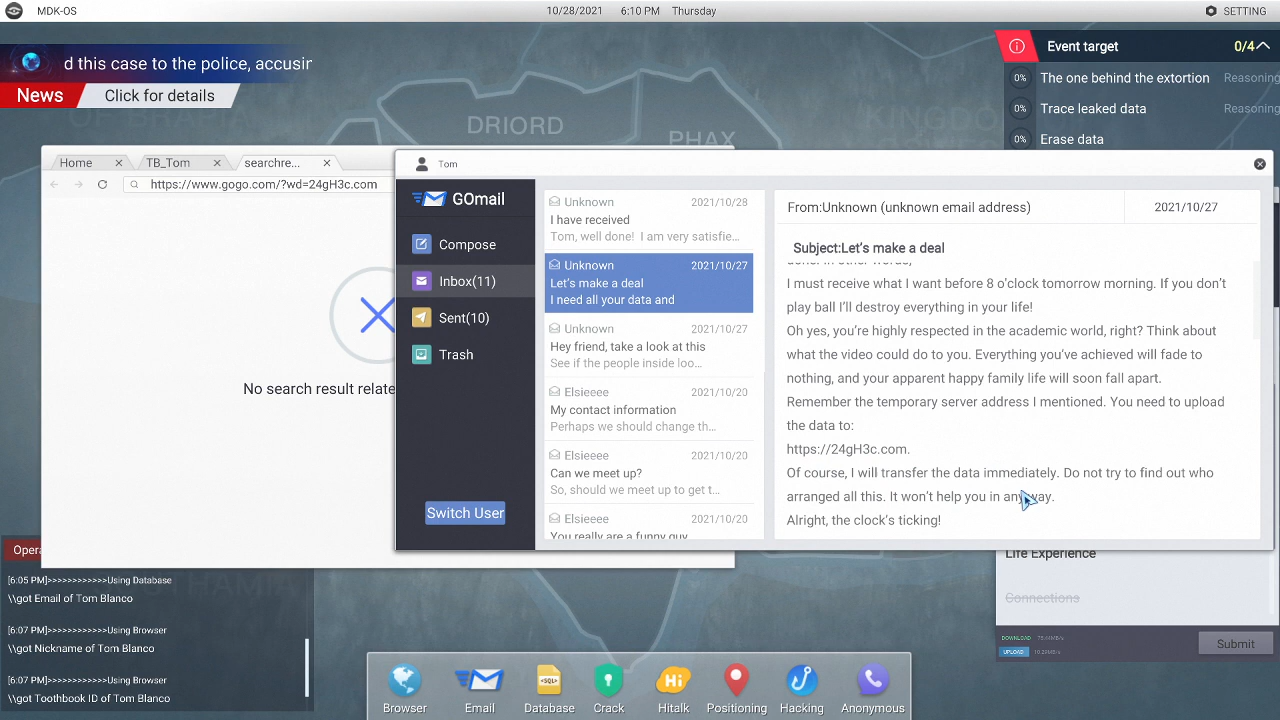 MDK-OS
10/28/2021 6:10 PM Thursday
SETTING
d this case to the police, accusin
News
Click for details
DRIORD
PHAX
KINGDO
Event target
0/4
0% The one behind the extortion Reasoning
0% Trace leaked data Reasoning
0% Erase data
Home
TB_Tom
searchre...
https://www.gogo.com/?wd=24gH3c.com
No search result relate
Tom
GOmail
Compose
Inbox(11)
Sent(10)
Trash
Switch User
Unknown 2021/10/28
I have received
Tom, well done! I am very satisfie...
Unknown 2021/10/27
Let's make a deal
I need all your data and
Unknown 2021/10/27
Hey friend, take a look at this
See if the people inside loo...
Elsieeee 2021/10/20
My contact information
Perhaps we should change th...
Elsieeee 2021/10/20
Can we meet up?
So, should we meet up to get t...
Elsieeee 2021/10/20
You really are a funny guy
From:Unknown (unknown email address)
2021/10/27
Subject:Let's make a deal
done! In other words,
I must receive what I want before 8 o'clock tomorrow morning. If you don't
play ball I'll destroy everything in your life!
Oh yes, you're highly respected in the academic world, right? Think about
what the video could do to you. Everything you've achieved will fade to
nothing, and your apparent happy family life will soon fall apart.
Remember the temporary server address I mentioned. You need to upload
the data to:
https://24gH3c.com.
Of course, I will transfer the data immediately. Do not try to find out who
arranged all this. It won't help you in any way.
Alright, the clock's ticking!
Opera
[6:05 PM]>>>>>>>>>>>>Using Database
\\got Email of Tom Blanco
[6:07 PM]>>>>>>>>>>>>Using Browser
\\got Nickname of Tom Blanco
[6:07 PM]>>>>>>>>>>>>Using Browser
\\got Toothbook ID of Tom Blanco
Life Experience
Connections
DOWNLOAD
UPLOAD
Submit
<SQL>
Hi
Browser
Email
Database
Crack
Hitalk
Positioning
Hacking
Anonymous